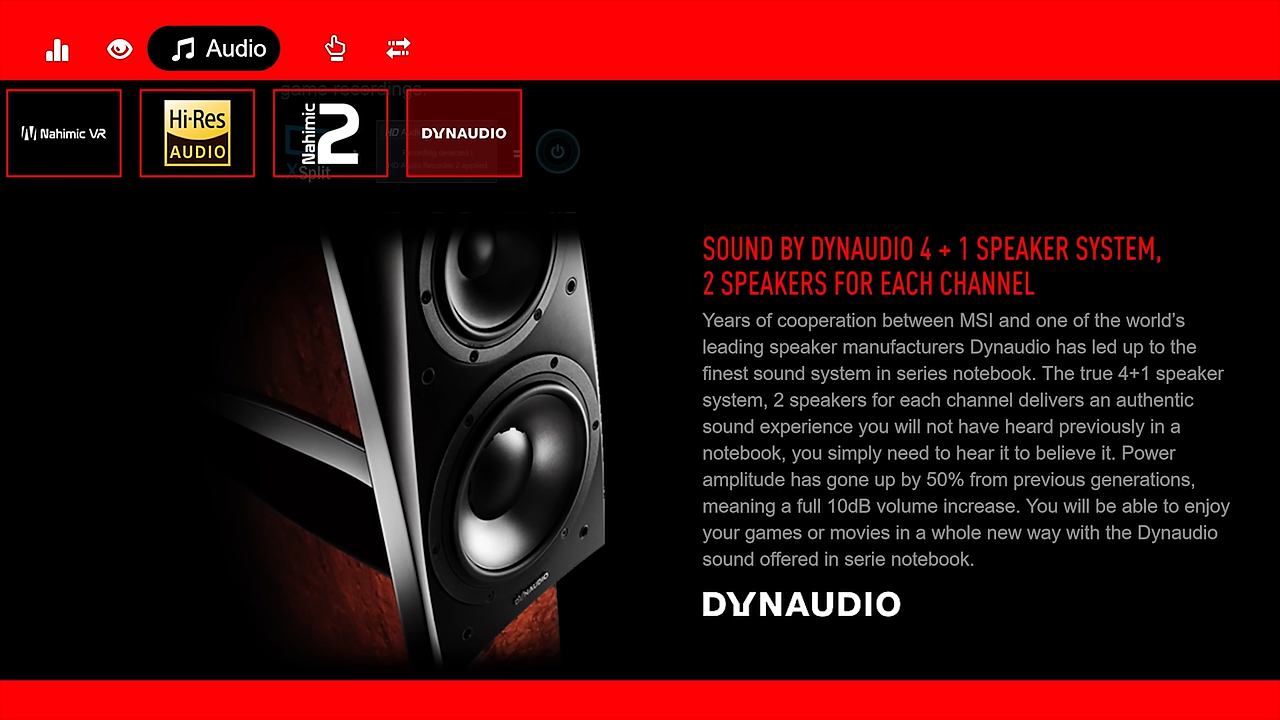 Audio
game recordings.
Nahimic VR
Hi-Res
AUDIO
Nahimic
2
XSplit
HD
DYNAUDIO
SOUND BY DYNAUDIO 4 + 1 SPEAKER SYSTEM,
2 SPEAKERS FOR EACH CHANNEL
Years of cooperation between MSI and one of the world's
leading speaker manufacturers Dynaudio has led up to the
finest sound system in series notebook. The true 4+1 speaker
system, 2 speakers for each channel delivers an authentic
sound experience you will not have heard previously in a
notebook, you simply need to hear it to believe it. Power
amplitude has gone up by 50% from previous generations,
meaning a full 10dB volume increase. You will be able to enjoy
your games or movies in a whole new way with the Dynaudio
sound offered in serie notebook.
DYNAUDIO
DYNAUDIO